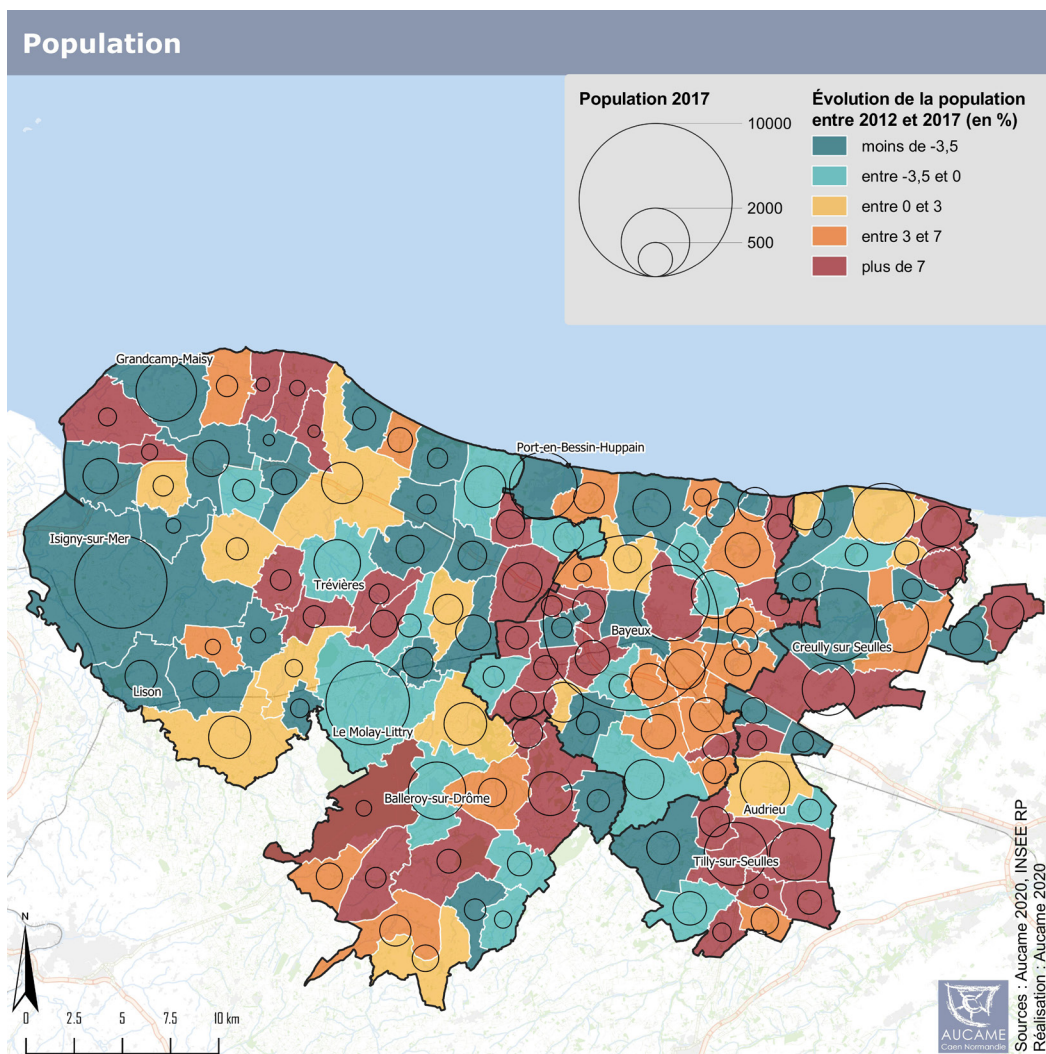 Population
Population 2017
10000
2000
500
Évolution de la population
entre 2012 et 2017 (en %)
moins de -3,5
entre -3,5 et 0
entre 0 et 3
entre 3 et 7
plus de 7
Grandcamp-Maisy
Port-en-Bessin-Huppain
Isigny-sur-Mer
Trévières
Bayeux
Creully sur Seulles
Lison
Le Molay-Littry
Balleroy-sur-Drôme
Audrieu
Tilly-sur-Seulles
N
0 2.5 5 7.5 10 km
AUCAME
Caen Normandie
Sources : Aucame 2020, INSEE RP
Réalisation : Aucame 2020